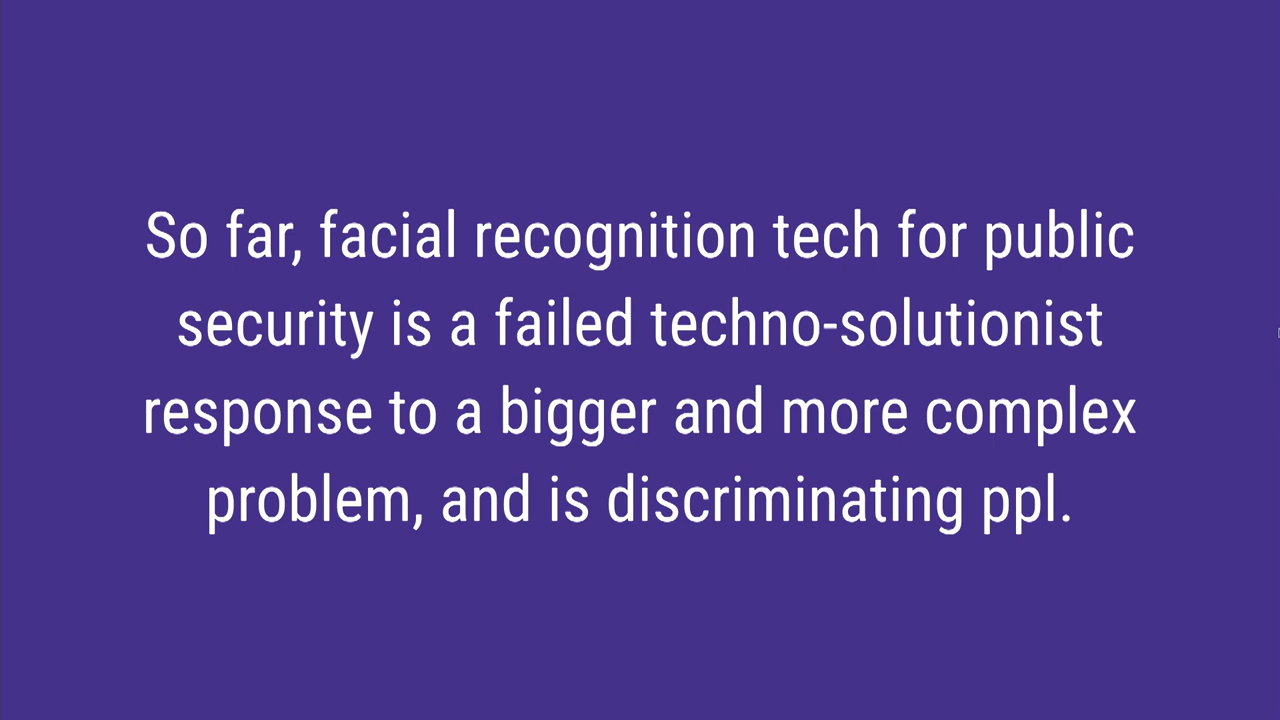 So far, facial recognition tech for public
security is a failed techno-solutionist
response to a bigger and more complex
problem, and is discriminating ppl.